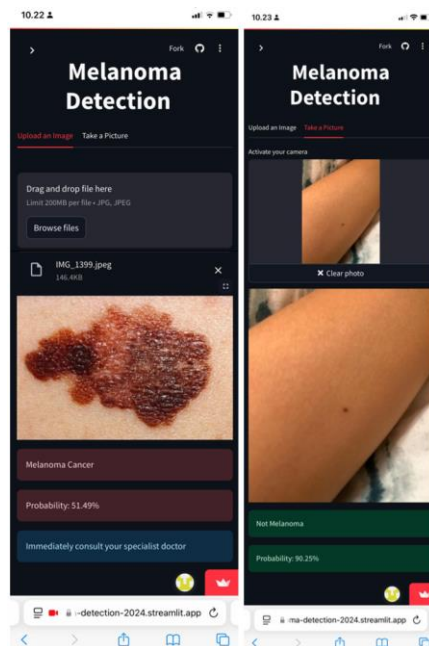 10.22
Fork
Melanoma
Detection
Upload an Image Take a Picture
Drag and drop file here
Limit 200MB per file • JPG, JPEG
Browse files
IMG_1399.jpeg
146.4KB
Melanoma Cancer
Probability: 51.49%
Immediately consult your specialist doctor
-detection-2024.streamlit.app
10.23
Fork
Melanoma
Detection
Upload an Image Take a Picture
Activate your camera
Clear photo
Not Melanoma
Probability: 90.25%
ma-detection-2024.streamlit.app